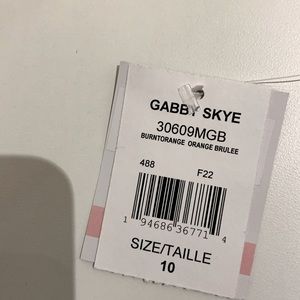 GABBY SKYE
30609MGB
BURNTORANGE ORANGE BRULEE
488 F22
1 94686 36771 4
SIZE/TAILLE
10